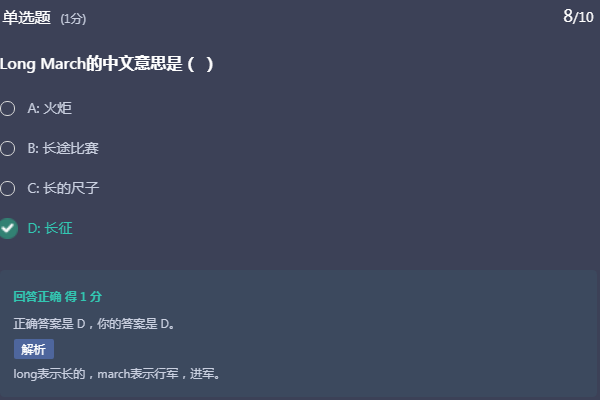 单选题 (1分) 8/10
Long March的中文意思是（ ）
A: 火炬
B: 长途比赛
C: 长的尺子
D: 长征
回答正确 得 1 分
正确答案是 D，你的答案是 D。
解析
long表示长的，march表示行军，进军。